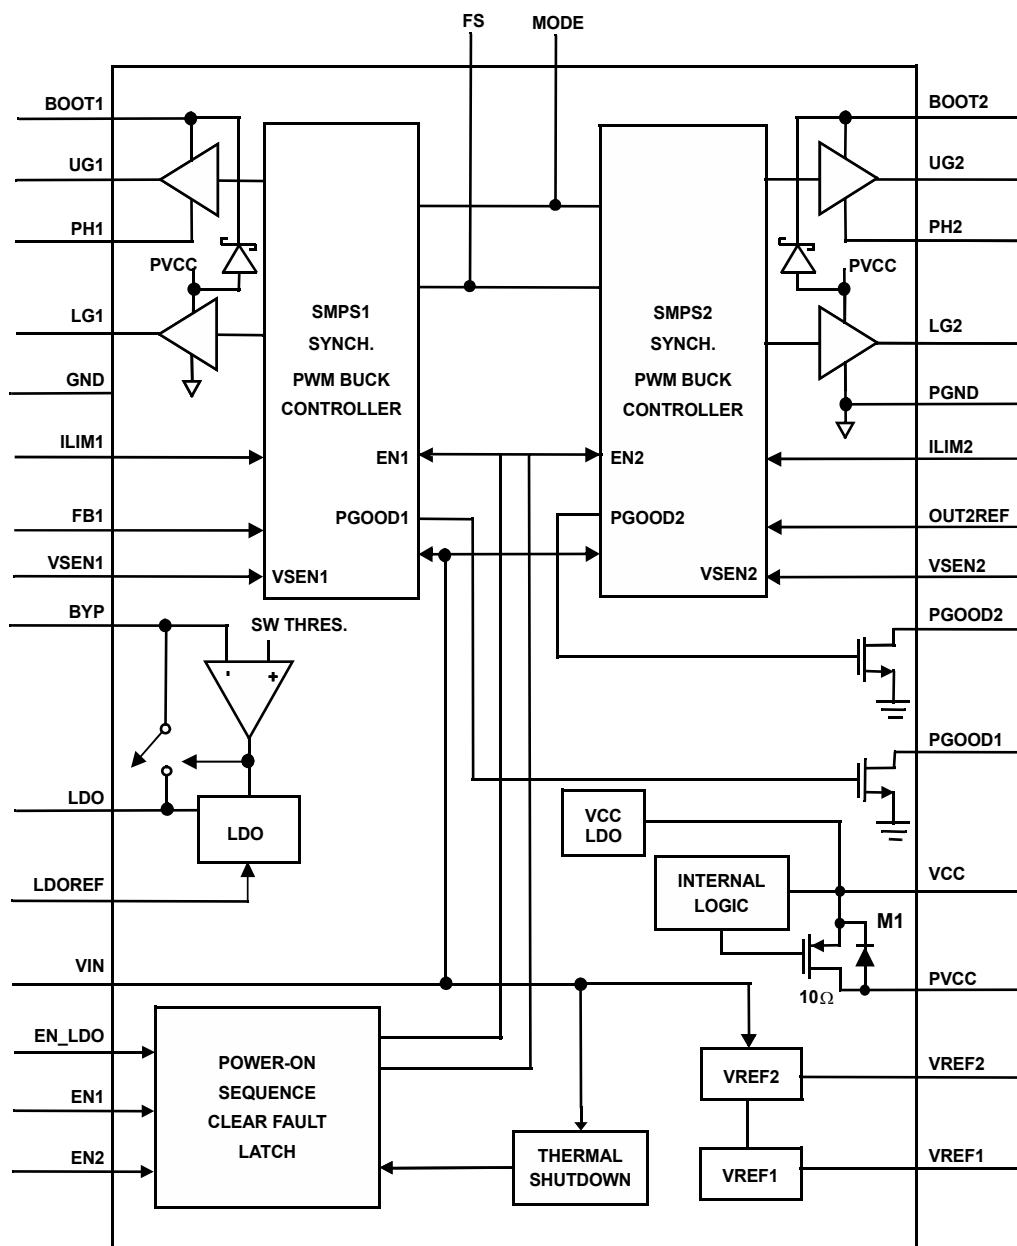 FS
MODE
BOOT1
BOOT2
UG1
UG2
PH1
PH2
PVCC
PVCC
LG1
LG2
SMPS1
SYNCH.
PWM BUCK
CONTROLLER
SMPS2
SYNCH.
PWM BUCK
CONTROLLER
GND
PGND
ILIM1
EN1
EN2
ILIM2
FB1
PGOOD1
PGOOD2
OUT2REF
VSEN1
VSEN1
VSEN2
VSEN2
BYP
SW THRES.
PGOOD2
- +
PGOOD1
LDO
LDO
VCC
LDO
LDOREF
INTERNAL
LOGIC
VCC
M1
VIN
10Ω
PVCC
EN_LDO
POWER-ON
SEQUENCE
CLEAR FAULT
LATCH
VREF2
VREF2
EN1
EN2
THERMAL
SHUTDOWN
VREF1
VREF1